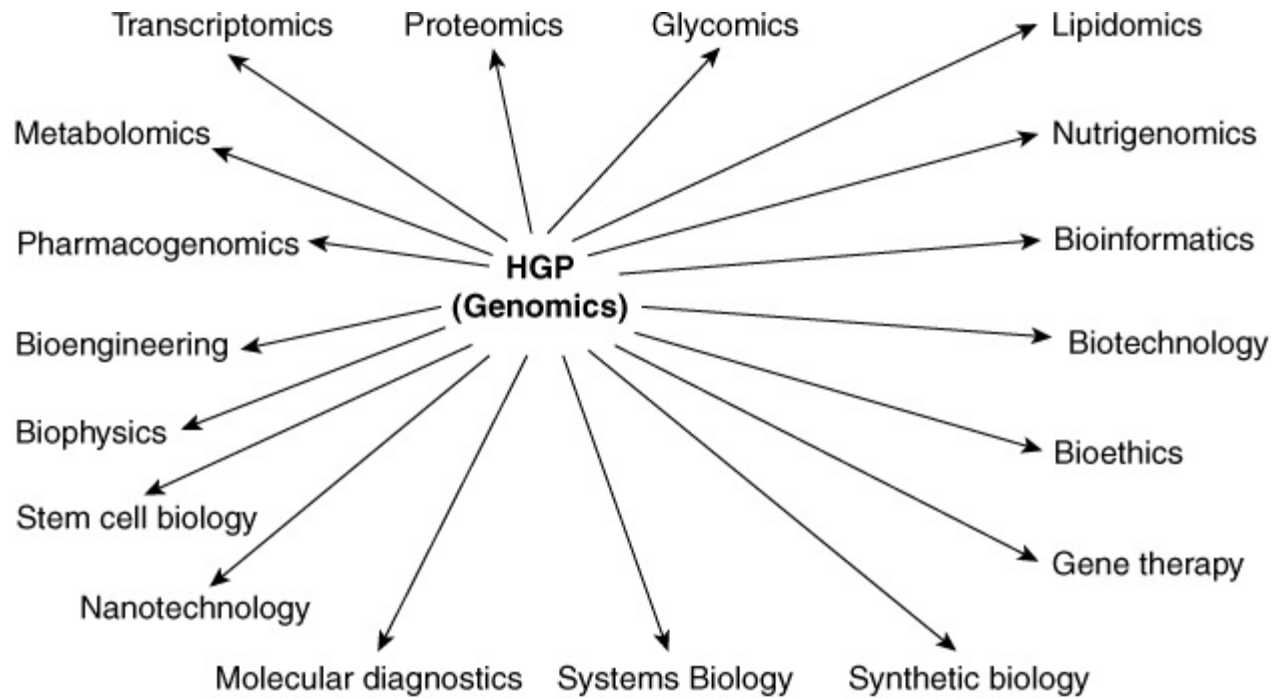 Transcriptomics
Proteomics
Glycomics
Lipidomics
Metabolomics
Nutrigenomics
Pharmacogenomics
Bioinformatics
HGP
(Genomics)
Bioengineering
Biotechnology
Biophysics
Bioethics
Stem cell biology
Gene therapy
Nanotechnology
Molecular diagnostics
Systems Biology
Synthetic biology